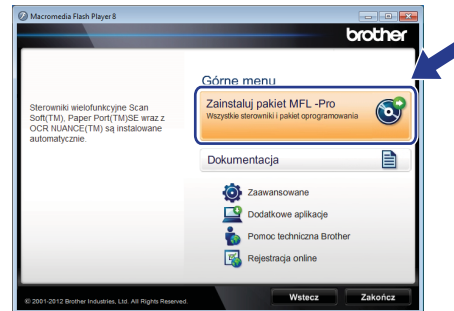 Macromedia Flash Player 8
brother
Górne menu
Sterowniki wielofunkcyjne Scan
Soft(TM), Paper Port(TM)SE wraz z
OCR NUANCE(TM) są instalowane
automatycznie.
Zainstaluj pakiet MFL -Pro
Wszystkie sterowniki i pakiet oprogramowania
Dokumentacja
Zaawansowane
Dodatkowe aplikacje
Pomoc techniczna Brother
Rejestracja online
© 2001-2012 Brother Industries, Ltd. All Rights Reserved.
Wstecz
Zakończ